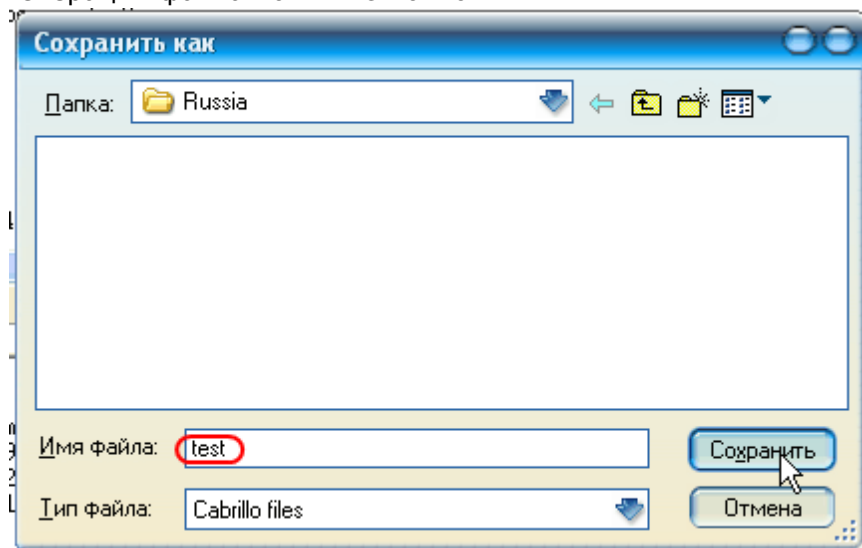 Сохранить как
Папка: Russia
Имя файла: test
Сохранить
Тип файла: Cabrillo files
Отмена